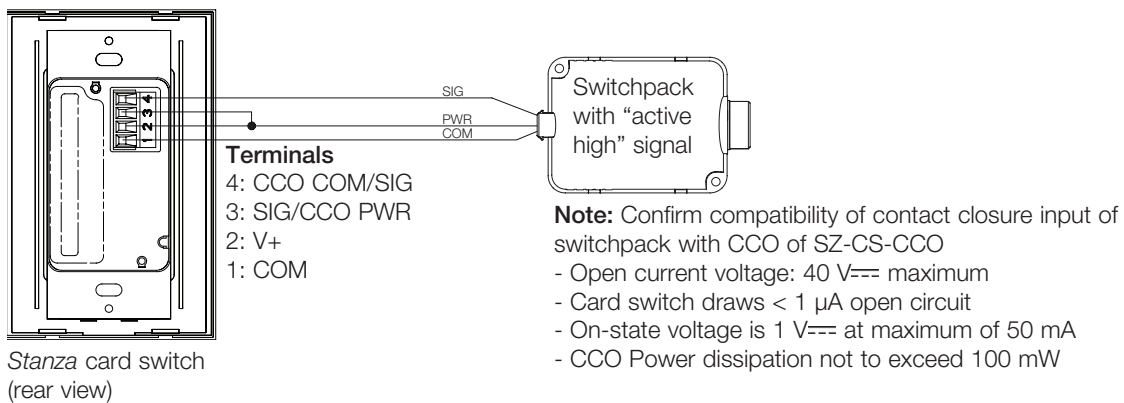 4
3
2
1
SIG
PWR
COM
Switchpack
with “active
high” signal
Terminals
4: CCO COM/SIG
3: SIG/CCO PWR
2: V+
1: COM
Note: Confirm compatibility of contact closure input of
switchpack with CCO of SZ-CS-CCO
- Open current voltage: 40 V⎓ maximum
- Card switch draws < 1 µA open circuit
- On-state voltage is 1 V⎓ at maximum of 50 mA
- CCO Power dissipation not to exceed 100 mW
Stanza card switch
(rear view)